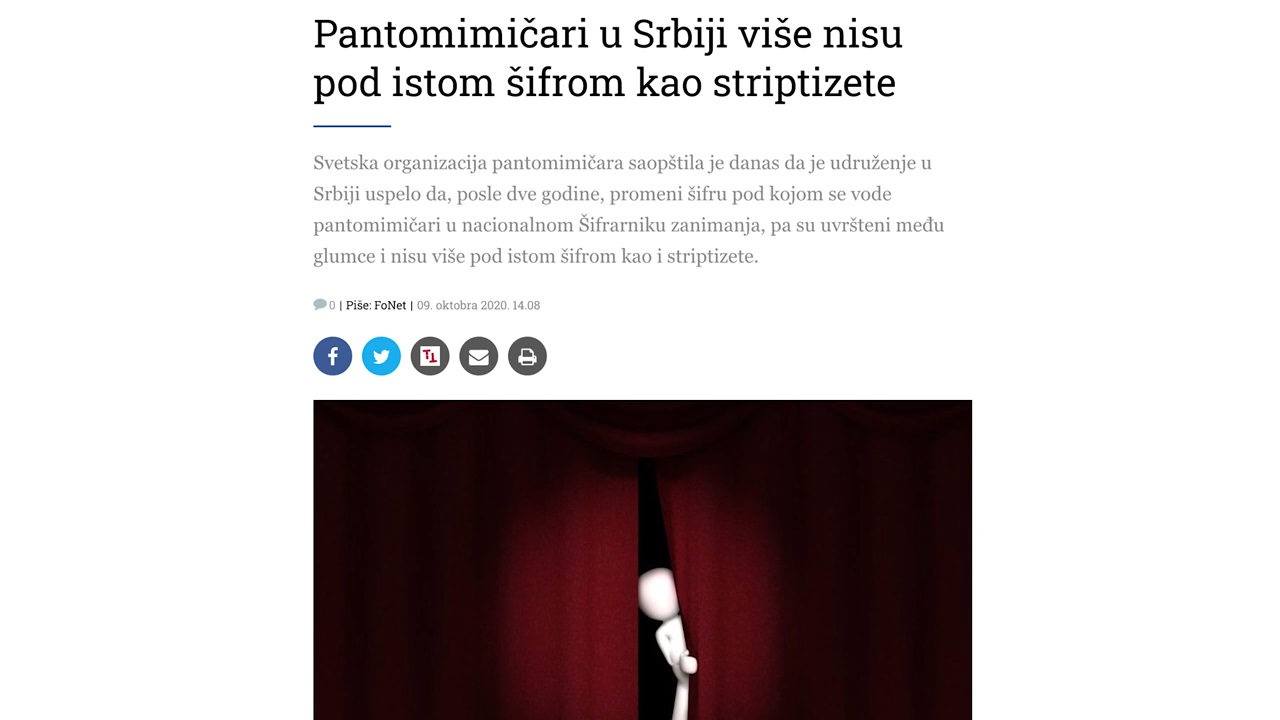 Pantomimičari u Srbiji više nisu
pod istom šifrom kao striptizete
Svetska organizacija pantomimičara saopštila je danas da je udruženje u
Srbiji uspelo da, posle dve godine, promeni šifru pod kojom se vode
pantomimičari u nacionalnom Šifrarniku zanimanja, pa su uvršteni među
glumce i nisu više pod istom šifrom kao i striptizete.
0 | Piše: FoNet | 09. oktobra 2020. 14.08